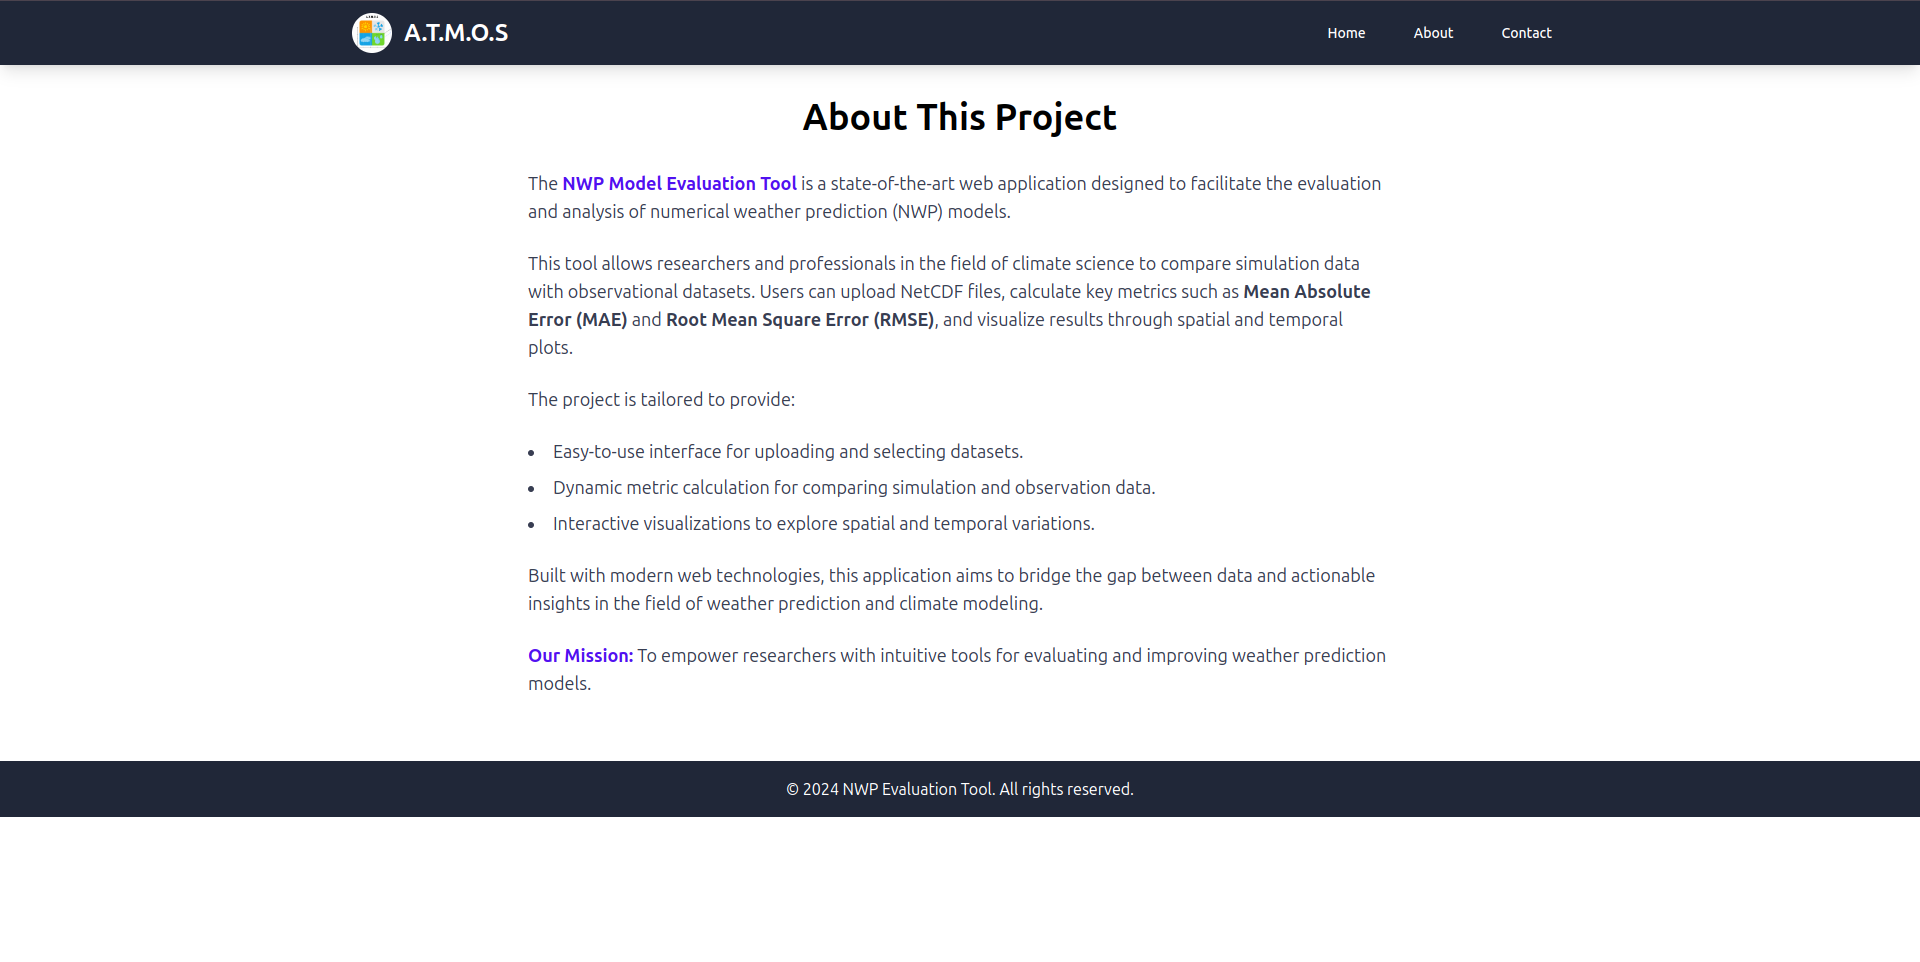 A.T.M.O.S
Home
About
Contact
About This Project
The NWP Model Evaluation Tool is a state-of-the-art web application designed to facilitate the evaluation
and analysis of numerical weather prediction (NWP) models.
This tool allows researchers and professionals in the field of climate science to compare simulation data
with observational datasets. Users can upload NetCDF files, calculate key metrics such as Mean Absolute
Error (MAE) and Root Mean Square Error (RMSE), and visualize results through spatial and temporal
plots.
The project is tailored to provide:
• Easy-to-use interface for uploading and selecting datasets.
• Dynamic metric calculation for comparing simulation and observation data.
• Interactive visualizations to explore spatial and temporal variations.
Built with modern web technologies, this application aims to bridge the gap between data and actionable
insights in the field of weather prediction and climate modeling.
Our Mission: To empower researchers with intuitive tools for evaluating and improving weather prediction
models.
© 2024 NWP Evaluation Tool. All rights reserved.